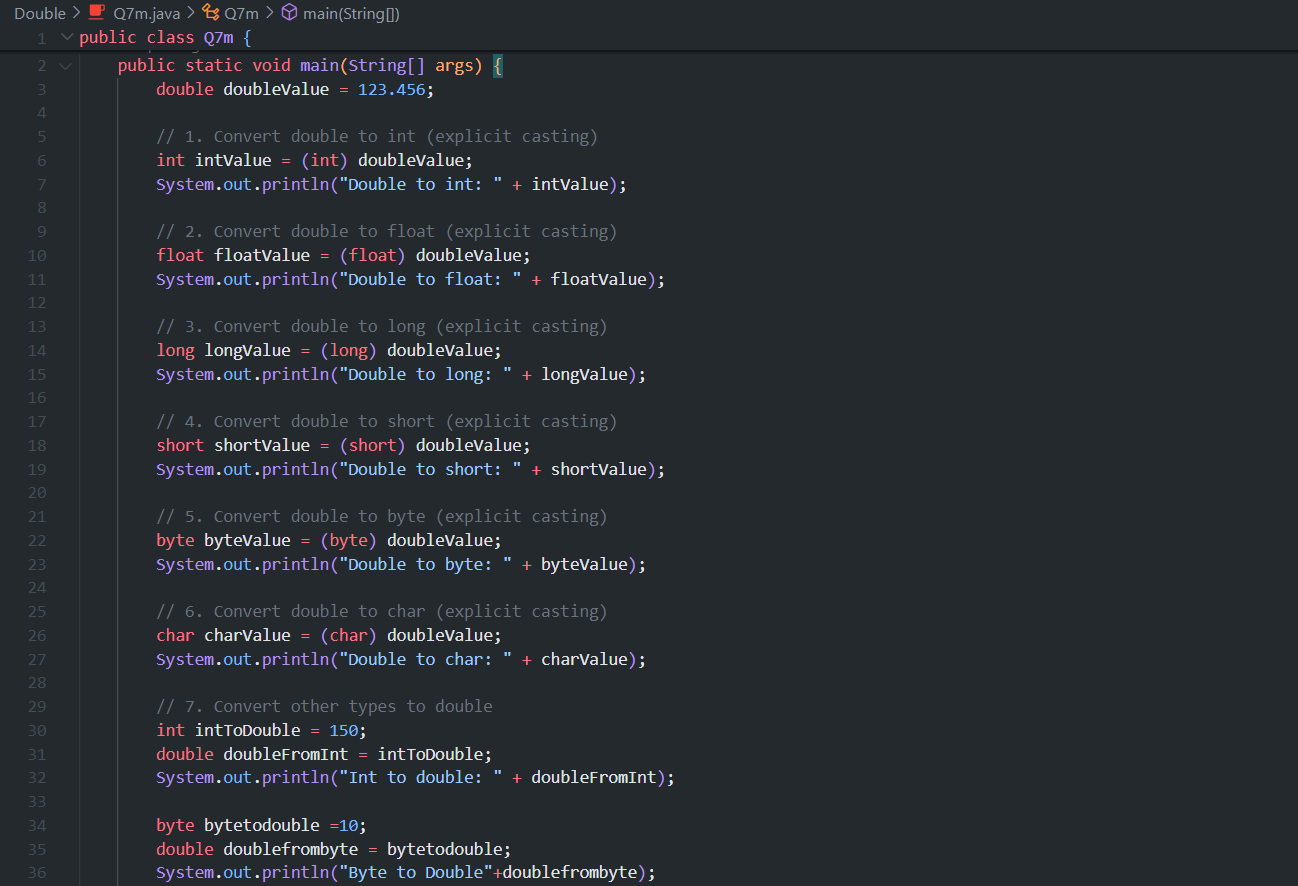 Double > Q7m.java > Q7m > main(String[])
1 public class Q7m {
2 public static void main(String[] args) {
3 double doubleValue = 123.456;
4
5 // 1. Convert double to int (explicit casting)
6 int intValue = (int) doubleValue;
7 System.out.println("Double to int: " + intValue);
8
9 // 2. Convert double to float (explicit casting)
10 float floatValue = (float) doubleValue;
11 System.out.println("Double to float: " + floatValue);
12
13 // 3. Convert double to long (explicit casting)
14 long longValue = (long) doubleValue;
15 System.out.println("Double to long: " + longValue);
16
17 // 4. Convert double to short (explicit casting)
18 short shortValue = (short) doubleValue;
19 System.out.println("Double to short: " + shortValue);
20
21 // 5. Convert double to byte (explicit casting)
22 byte byteValue = (byte) doubleValue;
23 System.out.println("Double to byte: " + byteValue);
24
25 // 6. Convert double to char (explicit casting)
26 char charValue = (char) doubleValue;
27 System.out.println("Double to char: " + charValue);
28
29 // 7. Convert other types to double
30 int intToDouble = 150;
31 double doubleFromInt = intToDouble;
32 System.out.println("Int to double: " + doubleFromInt);
33
34 byte bytetodouble =10;
35 double doublefrombyte = bytetodouble;
36 System.out.println("Byte to Double"+doublefrombyte);